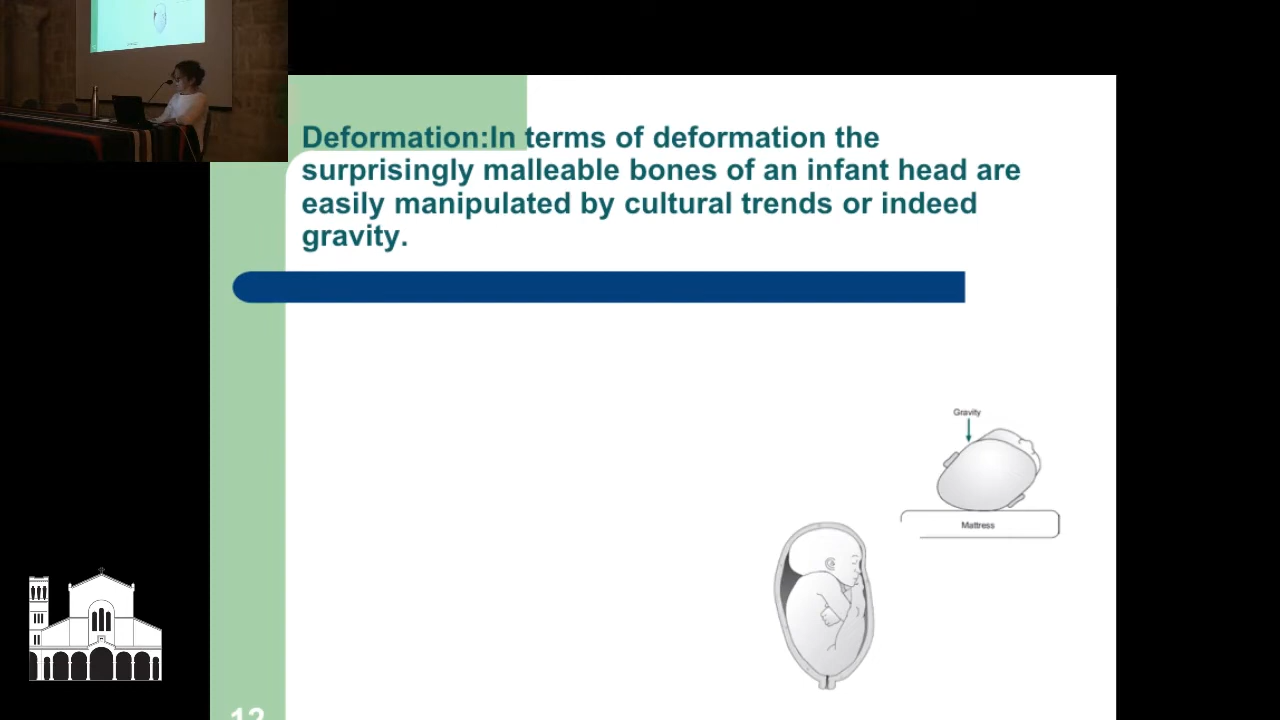 Deformation:In terms of deformation the
surprisingly malleable bones of an infant head are
easily manipulated by cultural trends or indeed
gravity.
Gravity
Mattress
12